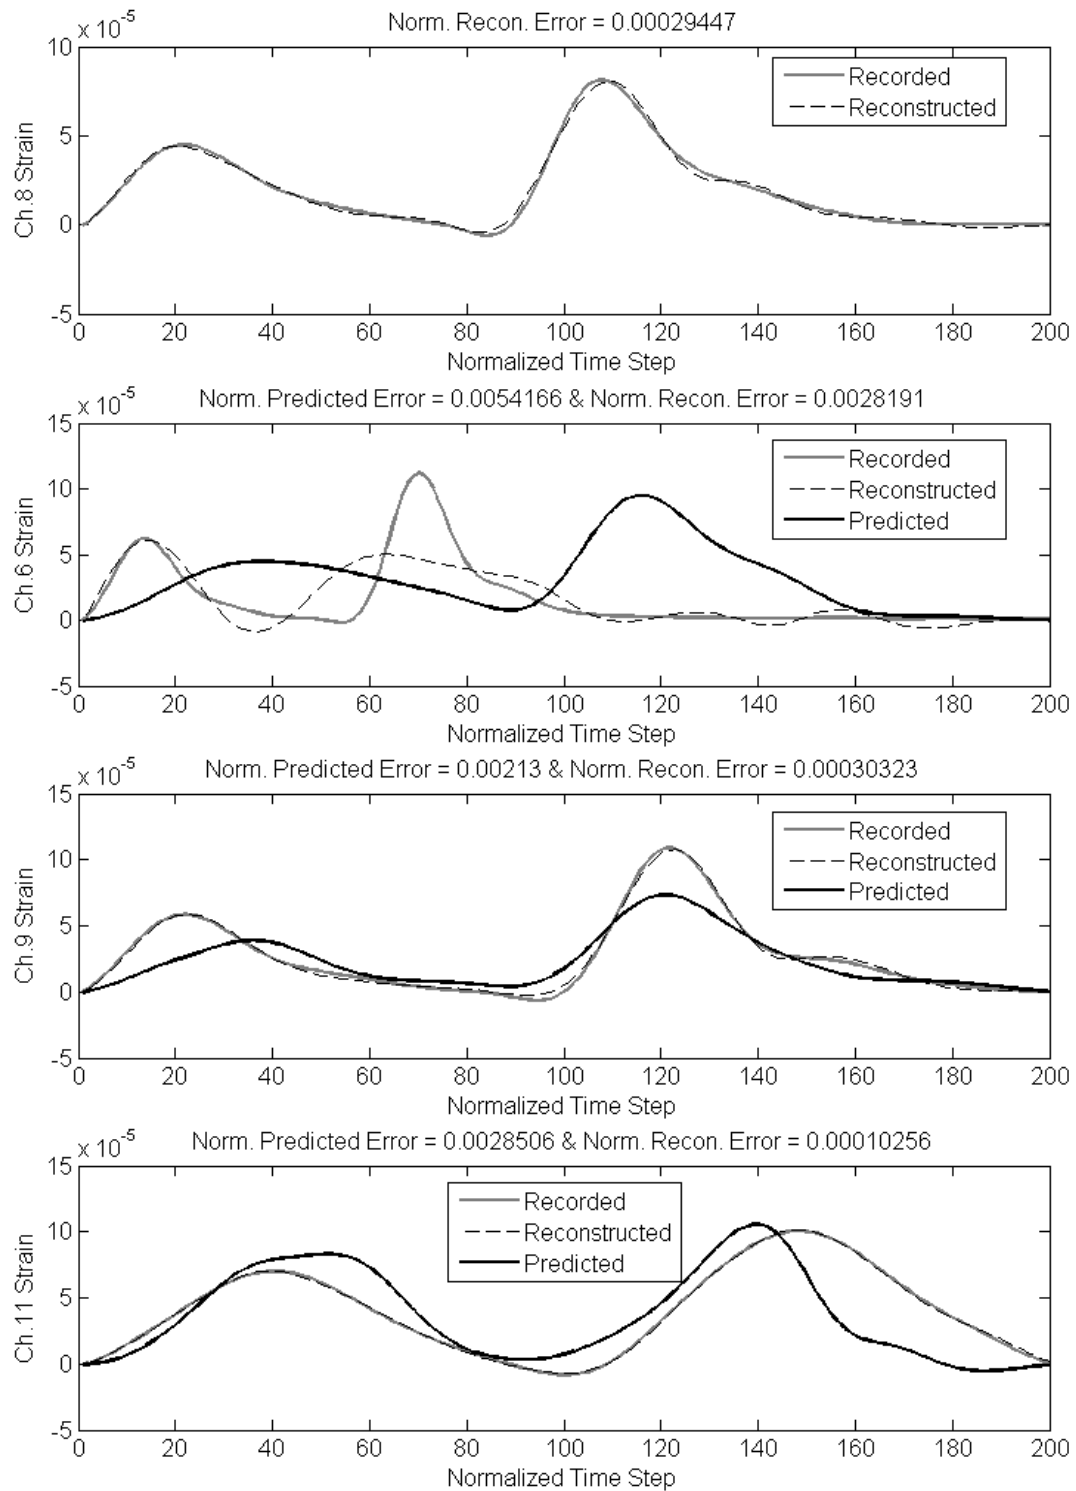 Norm. Recon. Error = 0.00029447
x 10-5
10
5
0
-5
Ch.8 Strain
Recorded
Reconstructed
0 20 40 60 80 100 120 140 160 180 200
Normalized Time Step
Norm. Predicted Error = 0.0054166 & Norm. Recon. Error = 0.0028191
x 10-5
15
10
5
0
-5
Ch.6 Strain
Recorded
Reconstructed
Predicted
0 20 40 60 80 100 120 140 160 180 200
Normalized Time Step
Norm. Predicted Error = 0.00213 & Norm. Recon. Error = 0.00030323
x 10-5
15
10
5
0
-5
Ch.9 Strain
Recorded
Reconstructed
Predicted
0 20 40 60 80 100 120 140 160 180 200
Normalized Time Step
Norm. Predicted Error = 0.0028506 & Norm. Recon. Error = 0.00010256
x 10-5
15
10
5
0
-5
Ch.11 Strain
Recorded
Reconstructed
Predicted
0 20 40 60 80 100 120 140 160 180 200
Normalized Time Step